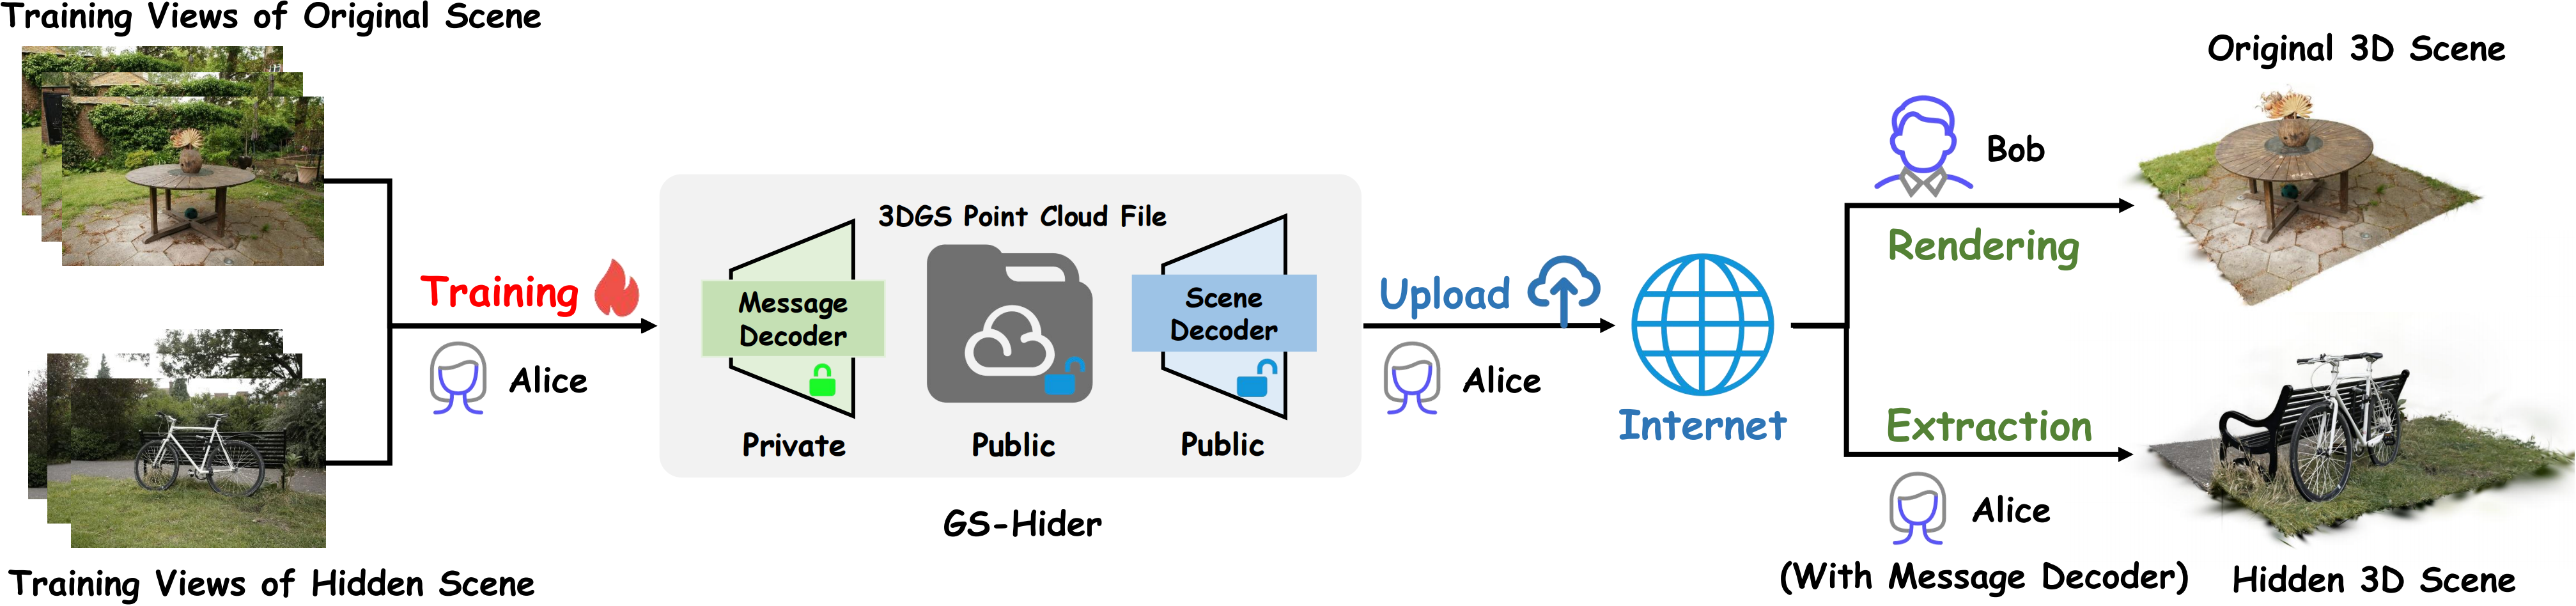 Training Views of Original Scene
Training Views of Hidden Scene
Training
Alice
3DGS Point Cloud File
Message
Decoder
Scene
Decoder
Private
Public
Public
GS-Hider
Upload
Alice
Internet
Bob
Rendering
Extraction
Alice
(With Message Decoder)
Original 3D Scene
Hidden 3D Scene